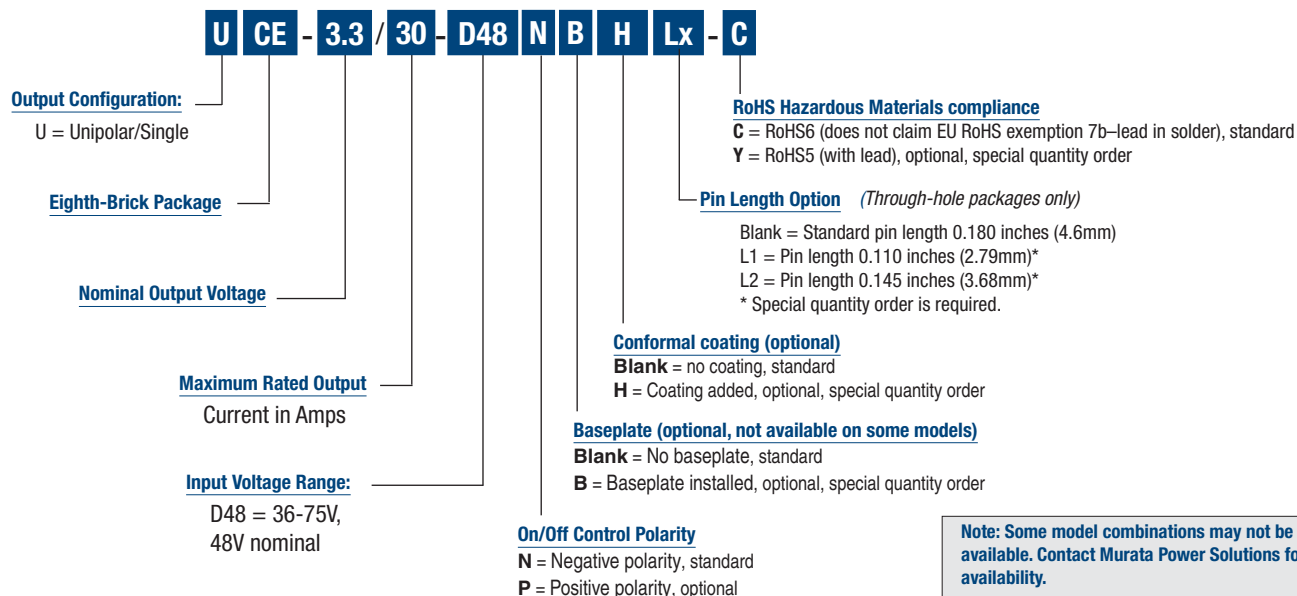 U CE - 3.3 / 30 - D48 N B H Lx - C
Output Configuration:
U = Unipolar/Single
Eighth-Brick Package
Nominal Output Voltage
Maximum Rated Output
Current in Amps
Input Voltage Range:
D48 = 36-75V,
48V nominal
RoHS Hazardous Materials compliance
C = RoHS6 (does not claim EU RoHS exemption 7b–lead in solder), standard
Y = RoHS5 (with lead), optional, special quantity order
Pin Length Option (Through-hole packages only)
Blank = Standard pin length 0.180 inches (4.6mm)
L1 = Pin length 0.110 inches (2.79mm)*
L2 = Pin length 0.145 inches (3.68mm)*
* Special quantity order is required.
Conformal coating (optional)
Blank = no coating, standard
H = Coating added, optional, special quantity order
Baseplate (optional, not available on some models)
Blank = No baseplate, standard
B = Baseplate installed, optional, special quantity order
On/Off Control Polarity
N = Negative polarity, standard
P = Positive polarity, optional
Note: Some model combinations may not be
available. Contact Murata Power Solutions fo
availability.